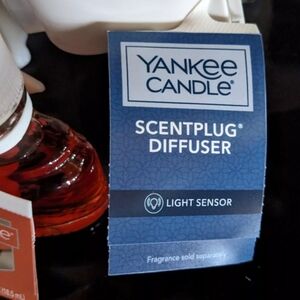 YANKee
CANDLE®
SCENTPLUG®
DIFFUSER
LIGHT SENSOR
Fragrance sold separately